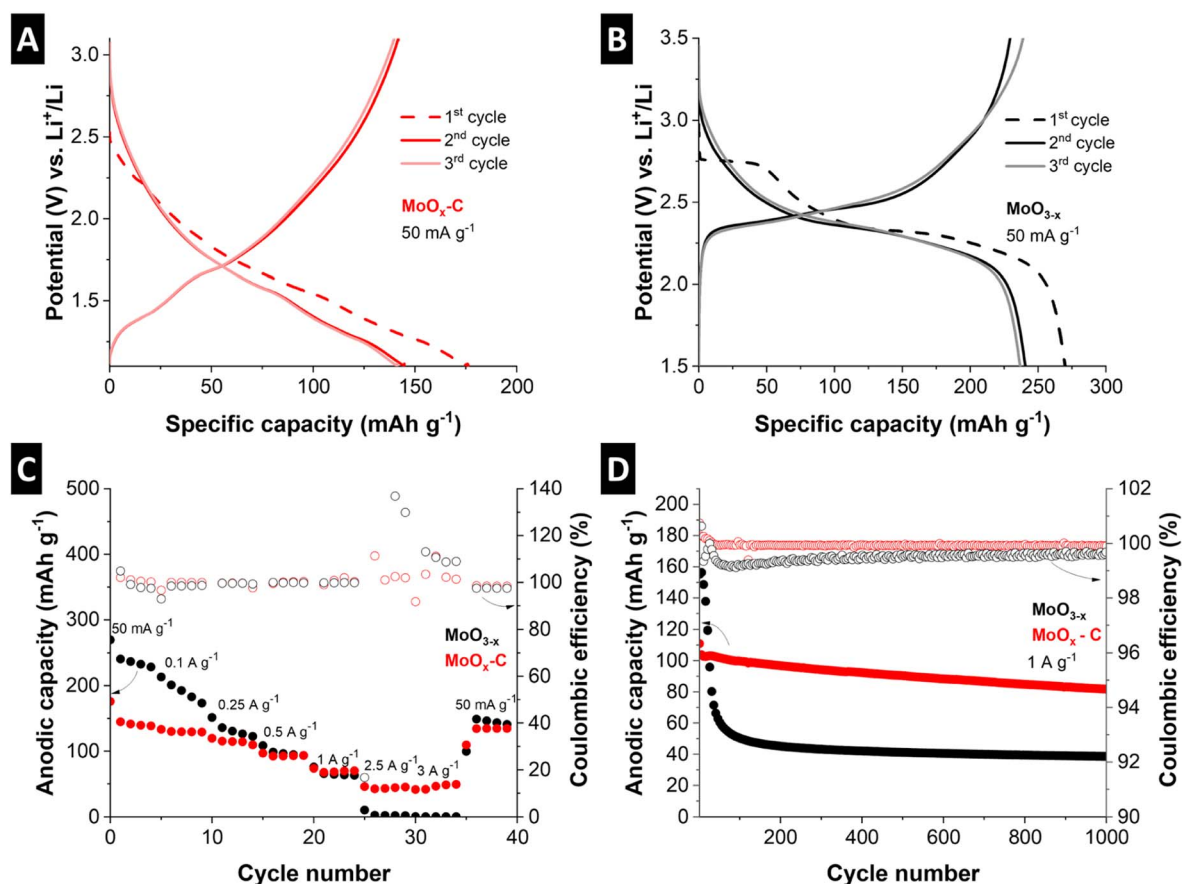 A
3.0
2.5
2.0
1.5
0
50
100
150
200
Potential (V) vs. Li⁺/Li
Specific capacity (mAh g⁻¹)
1ˢᵗ cycle
2ⁿᵈ cycle
3ʳᵈ cycle
MoOₓ-C
50 mA g⁻¹
B
3.5
3.0
2.5
2.0
1.5
0
50
100
150
200
250
300
Potential (V) vs. Li⁺/Li
Specific capacity (mAh g⁻¹)
1ˢᵗ cycle
2ⁿᵈ cycle
3ʳᵈ cycle
MoO₃₋ₓ
50 mA g⁻¹
C
500
450
400
350
300
250
200
150
100
50
0
140
120
100
80
60
40
20
0
0
10
20
30
40
Anodic capacity (mAh g⁻¹)
Coulombic efficiency (%)
Cycle number
50 mA g⁻¹
0.1 A g⁻¹
0.25 A g⁻¹
0.5 A g⁻¹
1 A g⁻¹
2.5 A g⁻¹
3 A g⁻¹
50 mA g⁻¹
MoO₃₋ₓ
MoOₓ-C
D
200
180
160
140
120
100
80
60
40
20
0
102
100
98
96
94
92
90
200
400
600
800
1000
Anodic capacity (mAh g⁻¹)
Coulombic efficiency (%)
Cycle number
MoO₃₋ₓ
MoOₓ - C
1 A g⁻¹